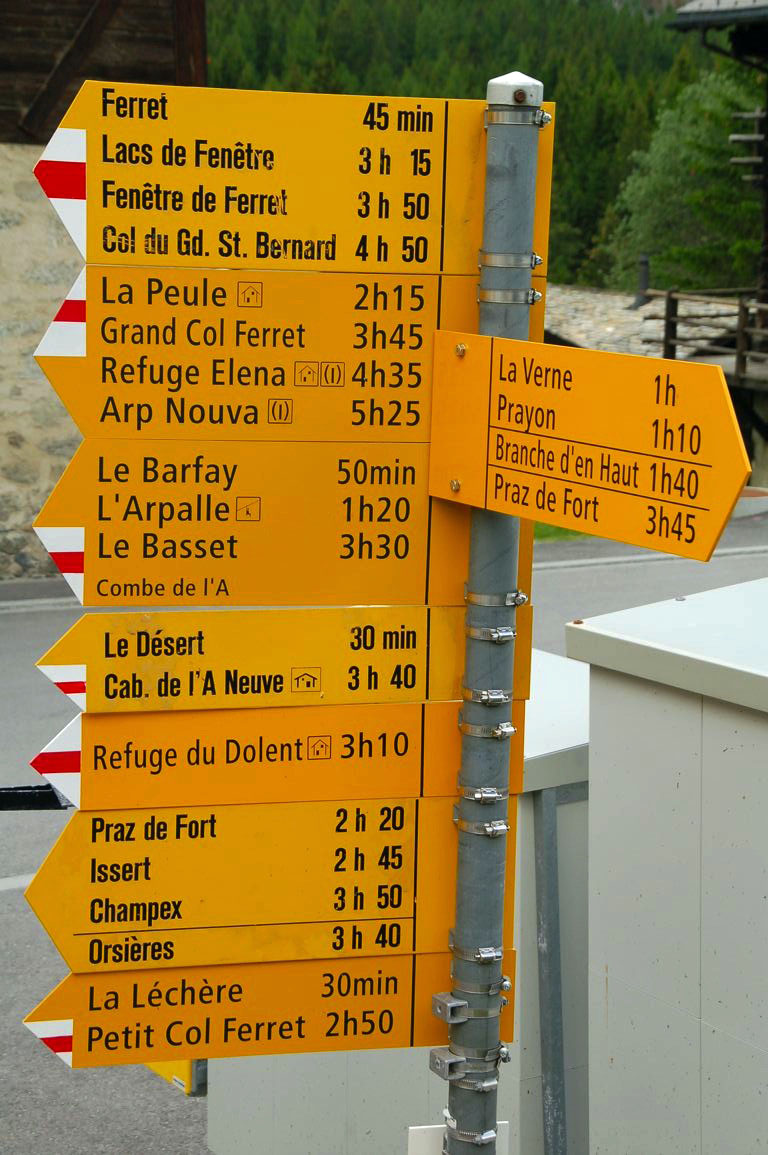 Ferret 45 min
Lacs de Fenêtre 3 h 15
Fenêtre de Ferret 3 h 50
Col du Gd. St. Bernard 4 h 50
La Peule 2h15
Grand Col Ferret 3h45
Refuge Elena 4h35
Arp Nouva 5h25
Le Barfay 50min
L'Arpalle 1h20
Le Basset 3h30
Combe de l'A
Le Désert 30 min
Cab. de l'A Neuve 3 h 40
Refuge du Dolent 3h10
Praz de Fort 2 h 20
Issert 2 h 45
Champex 3 h 50
Orsières 3 h 40
La Léchère 30min
Petit Col Ferret 2h50
La Verne 1h
Prayon 1h10
Branche d'en Haut 1h40
Praz de Fort 3h45